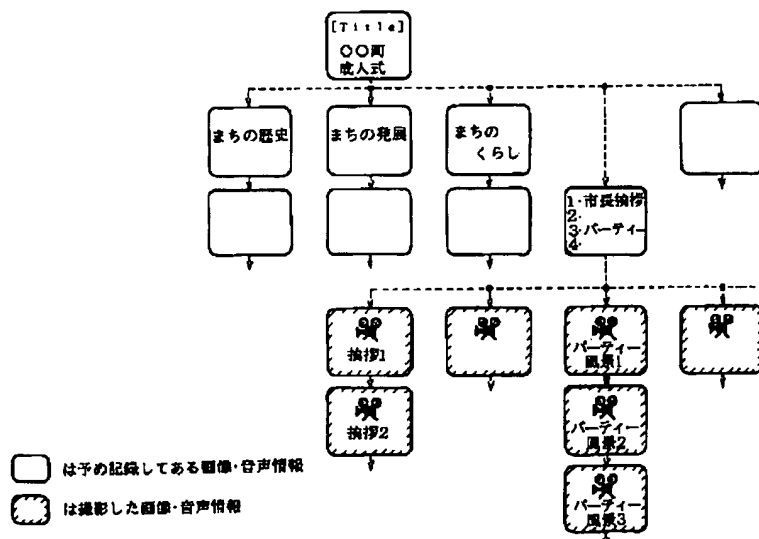 [Title]
〇〇町
成人式
まちの歴史
まちの発展
まちの
くらし
1・市長挨拶
2・
3・パーティー
4・
挨拶1
パーティー
風景1
挨拶2
パーティー
風景2
パーティー
風景3
は予め記録してある画像・音声情報
は撮影した画像・音声情報